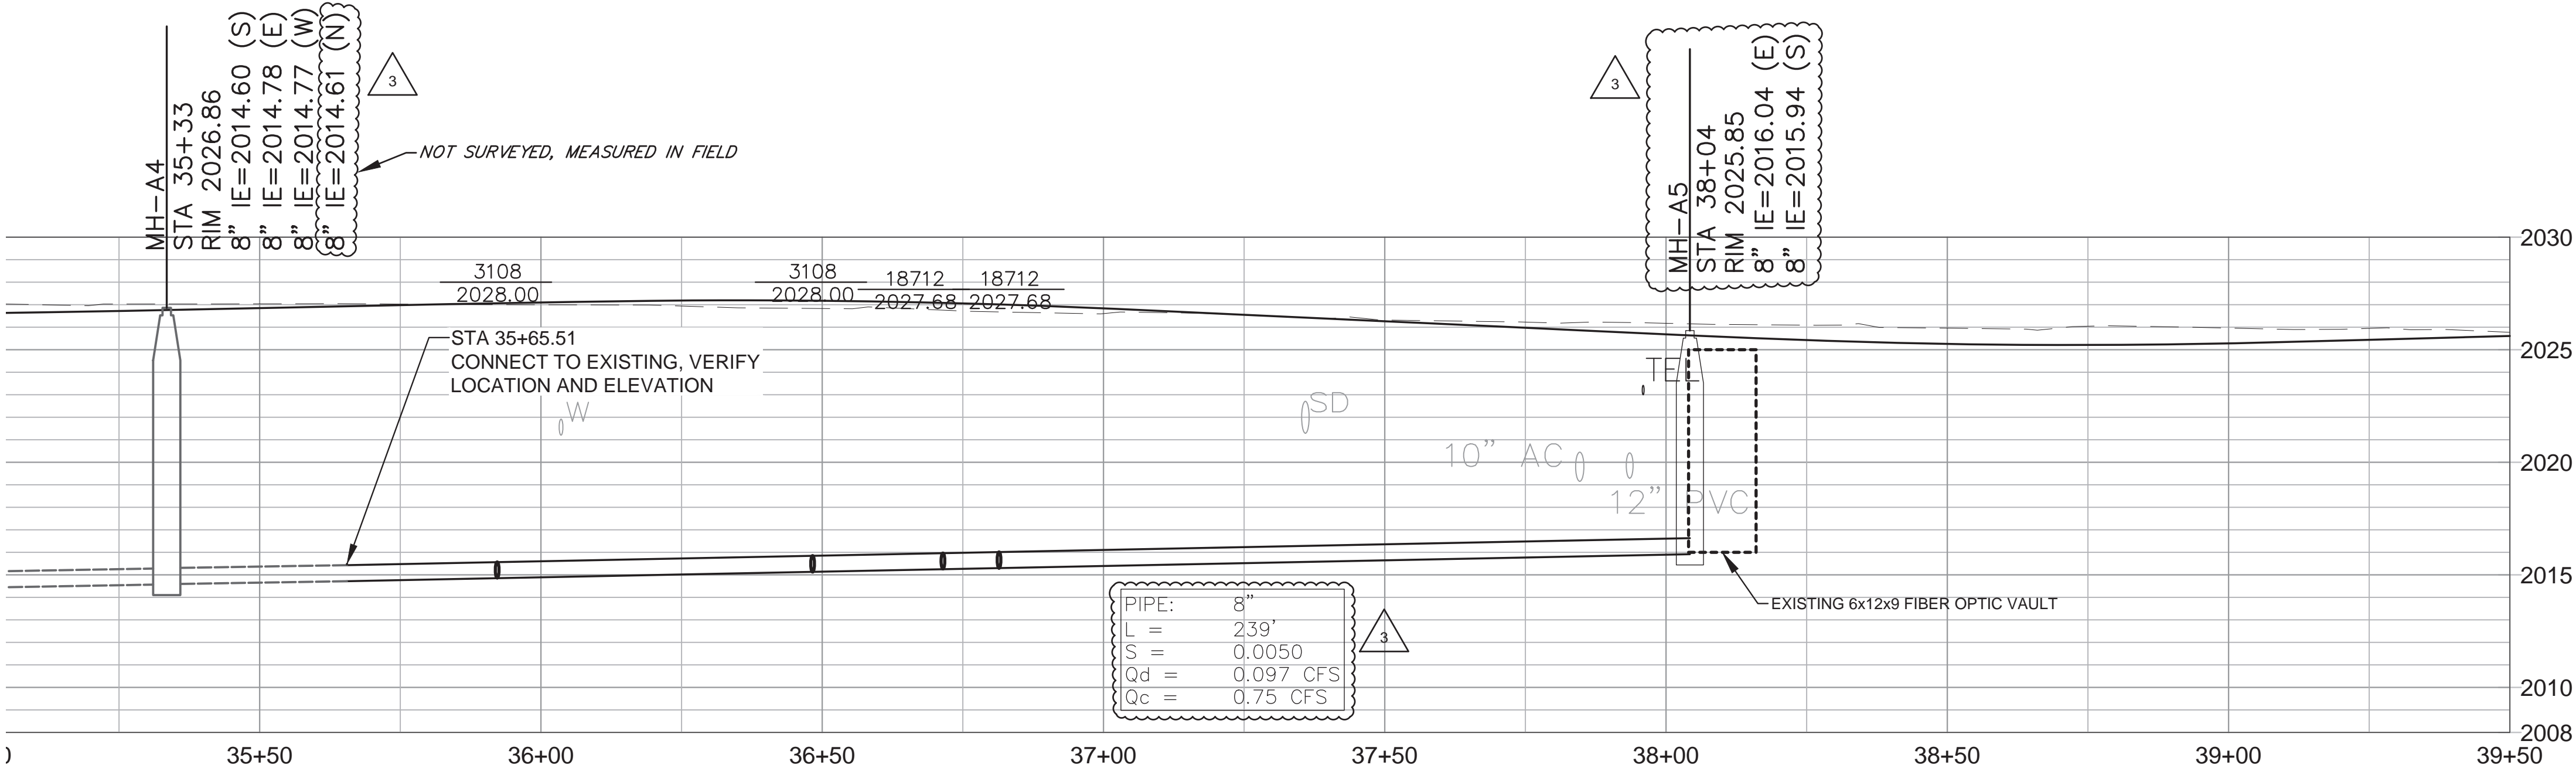 MH-A4
STA 35+33
RIM 2026.86
8" IE=2014.60 (S)
8" IE=2014.78 (E)
8" IE=2014.77 (W)
8" IE=2014.61 (N)
3
NOT SURVEYED, MEASURED IN FIELD
3
MH-A5
STA 38+04
RIM 2025.85
8" IE=2016.04 (E)
8" IE=2015.94 (S)
3108
2028.00
3108
2028.00
18712
2027.68
18712
2027.68
STA 35+65.51
CONNECT TO EXISTING, VERIFY
LOCATION AND ELEVATION
W
SD
TEL
10" AC
12" PVC
PIPE: 8"
L = 239'
S = 0.0050
Qd = 0.097 CFS
Qc = 0.75 CFS
3
EXISTING 6x12x9 FIBER OPTIC VAULT
2030
2025
2020
2015
2010
2008
35+50
36+00
36+50
37+00
37+50
38+00
38+50
39+00
39+50